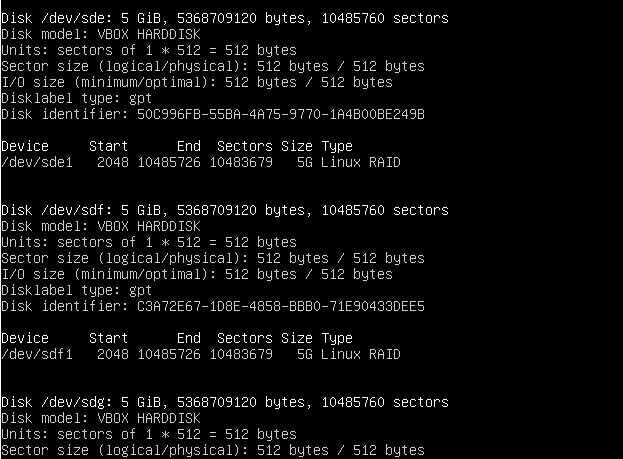 Disk /dev/sde: 5 GiB, 5368709120 bytes, 10485760 sectors
Disk model: VBOX HARDDISK
Units: sectors of 1 * 512 = 512 bytes
Sector size (logical/physical): 512 bytes / 512 bytes
I/O size (minimum/optimal): 512 bytes / 512 bytes
Disklabel type: gpt
Disk identifier: 50C996FB-55BA-4A75-9770-1A4B00BE249B
Device     Start      End  Sectors Size Type
/dev/sde1   2048 10485726 10483679   5G Linux RAID
Disk /dev/sdf: 5 GiB, 5368709120 bytes, 10485760 sectors
Disk model: VBOX HARDDISK
Units: sectors of 1 * 512 = 512 bytes
Sector size (logical/physical): 512 bytes / 512 bytes
I/O size (minimum/optimal): 512 bytes / 512 bytes
Disklabel type: gpt
Disk identifier: C3A72E67-1D8E-4858-BBB0-71E90433DEE5
Device     Start      End  Sectors Size Type
/dev/sdf1   2048 10485726 10483679   5G Linux RAID
Disk /dev/sdg: 5 GiB, 5368709120 bytes, 10485760 sectors
Disk model: VBOX HARDDISK
Units: sectors of 1 * 512 = 512 bytes
Sector size (logical/physical): 512 bytes / 512 bytes